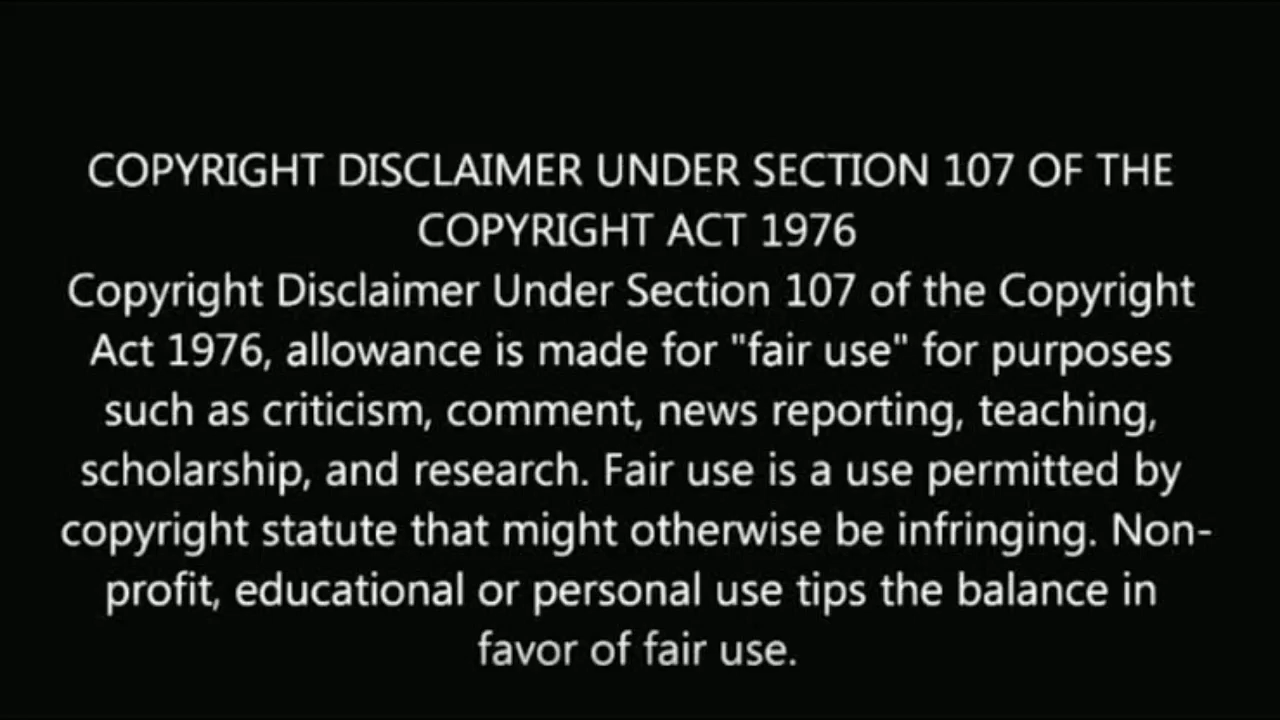 COPYRIGHT DISCLAIMER UNDER SECTION 107 OF THE
COPYRIGHT ACT 1976
Copyright Disclaimer Under Section 107 of the Copyright
Act 1976, allowance is made for "fair use" for purposes
such as criticism, comment, news reporting, teaching,
scholarship, and research. Fair use is a use permitted by
copyright statute that might otherwise be infringing. Non-
profit, educational or personal use tips the balance in
favor of fair use.